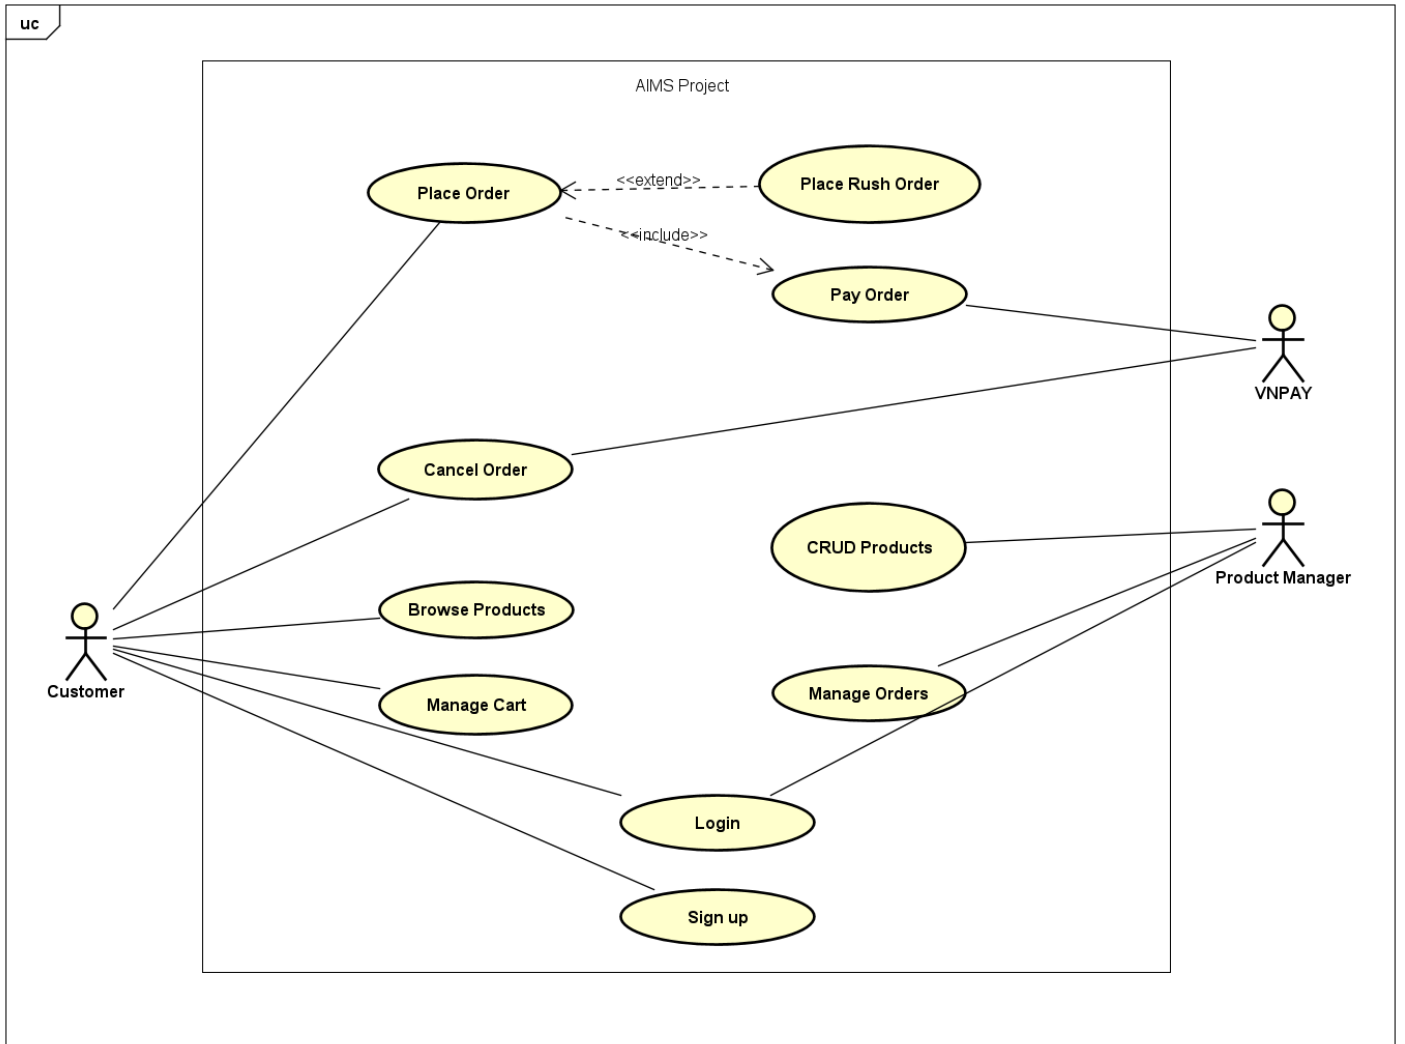 uc
AIMS Project
Place Order
<<extend>>
Place Rush Order
<<include>>
Pay Order
VNPAY
Cancel Order
CRUD Products
Product Manager
Browse Products
Customer
Manage Cart
Manage Orders
Login
Sign up